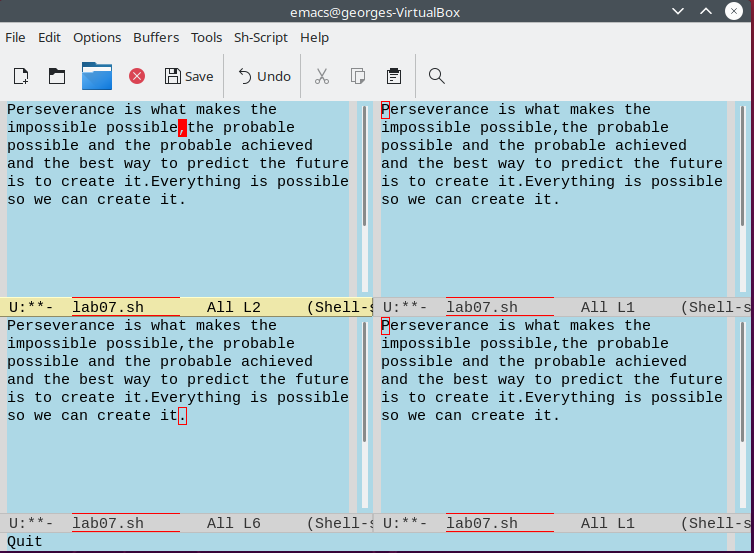 emacs@georges-VirtualBox
File Edit Options Buffers Tools Sh-Script Help
Save Undo
Perseverance is what makes the
impossible possible,the probable
possible and the probable achieved
and the best way to predict the future
is to create it.Everything is possible
so we can create it.
U:**- lab07.sh All L2 (Shell-s
Perseverance is what makes the
impossible possible,the probable
possible and the probable achieved
and the best way to predict the future
is to create it.Everything is possible
so we can create it.
U:**- lab07.sh All L1 (Shell-s
Perseverance is what makes the
impossible possible,the probable
possible and the probable achieved
and the best way to predict the future
is to create it.Everything is possible
so we can create it.
U:**- lab07.sh All L6 (Shell-s
Perseverance is what makes the
impossible possible,the probable
possible and the probable achieved
and the best way to predict the future
is to create it.Everything is possible
so we can create it.
U:**- lab07.sh All L1 (Shell-s
Quit